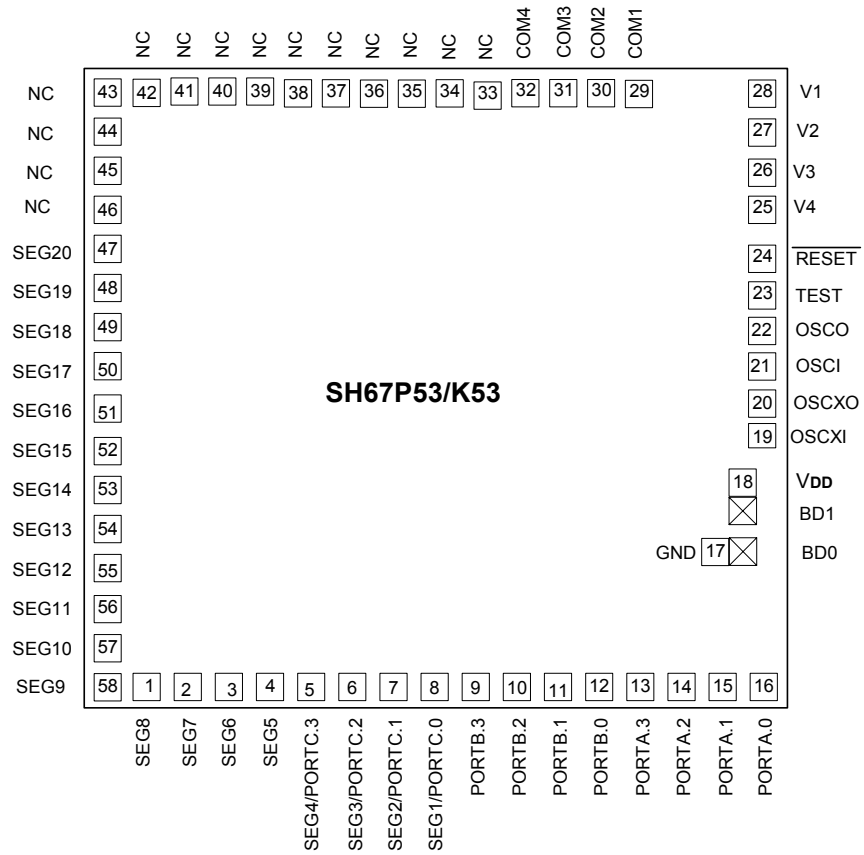 NC NC NC NC NC NC NC NC NC NC COM4 COM3 COM2 COM1
NC 43 42 41 40 39 38 37 36 35 34 33 32 31 30 29 28 V1
NC 44 27 V2
NC 45 26 V3
NC 46 25 V4
SEG20 47 24 RESET
SEG19 48 23 TEST
SEG18 49 22 OSCO
SEG17 50 21 OSCI
SH67P53/K53
SEG16 51 20 OSCXO
SEG15 52 19 OSCXI
SEG14 53 18 VDD
BD1
SEG13 54
GND 17 BD0
SEG12 55
SEG11 56
SEG10 57
SEG9 58 1 2 3 4 5 6 7 8 9 10 11 12 13 14 15 16
SEG8 SEG7 SEG6 SEG5 SEG4/PORTC.3 SEG3/PORTC.2 SEG2/PORTC.1 SEG1/PORTC.0 PORTB.3 PORTB.2 PORTB.1 PORTB.0 PORTA.3 PORTA.2 PORTA.1 PORTA.0